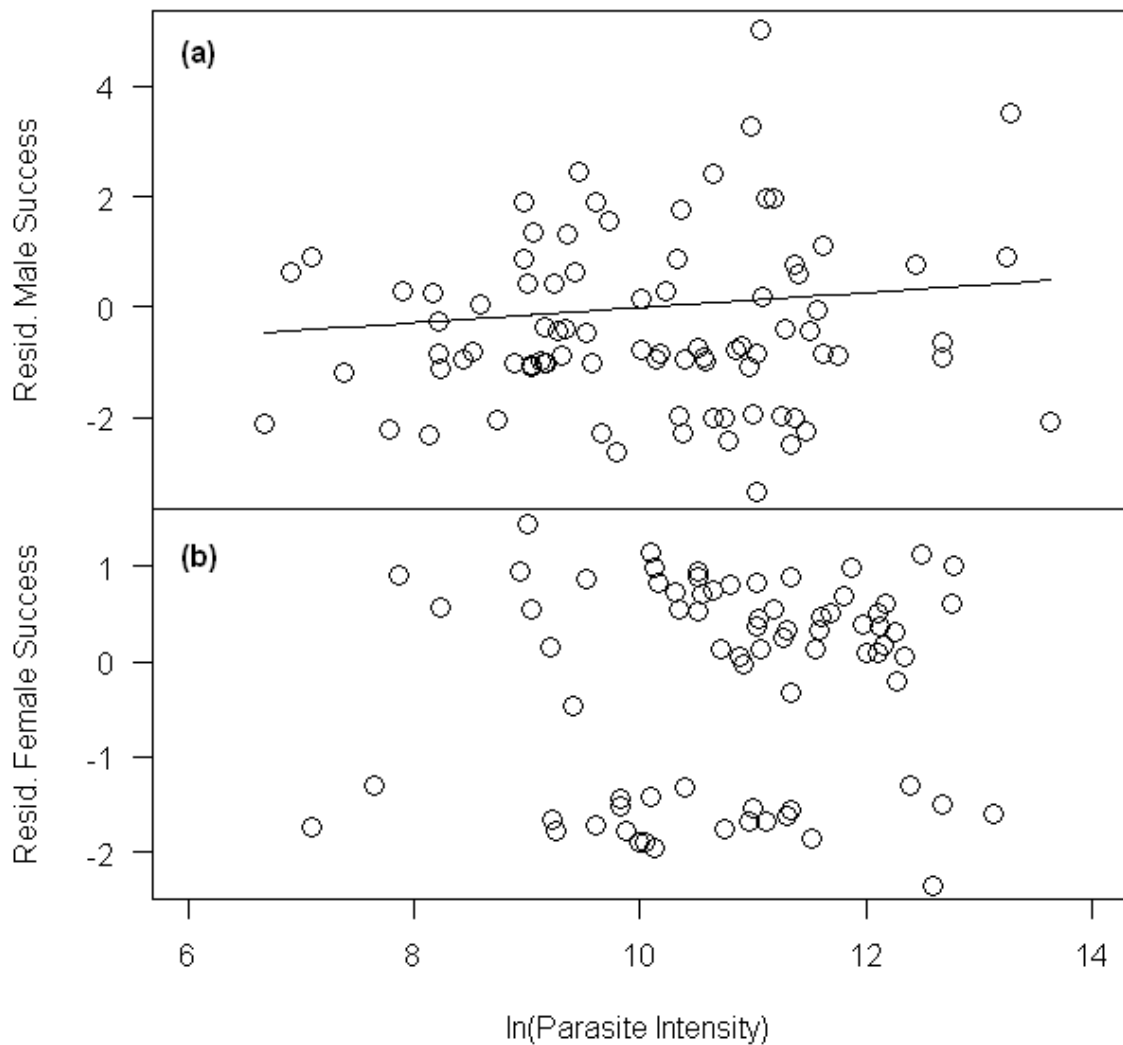 (a)
Resid. Male Success
4
2
0
-2
(b)
Resid. Female Success
1
0
-1
-2
6 8 10 12 14
ln(Parasite Intensity)